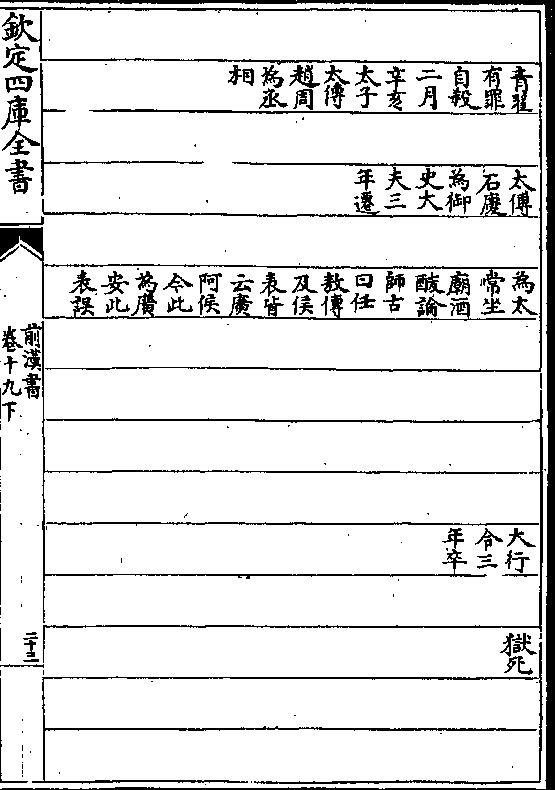 青翟
有罪
自殺
二月
辛亥
太子
太傅
趙周
為丞
相
太傅
石慶
為御
史大
夫三
年遷
為太
常坐
廟酒
酸論
師古
曰任
敖傳
及侯
表皆
云廣
阿侯
今此
為廣
安此
表誤
大行
令三
年卒
獄死
欽定四庫全書
前漢書
卷十九下